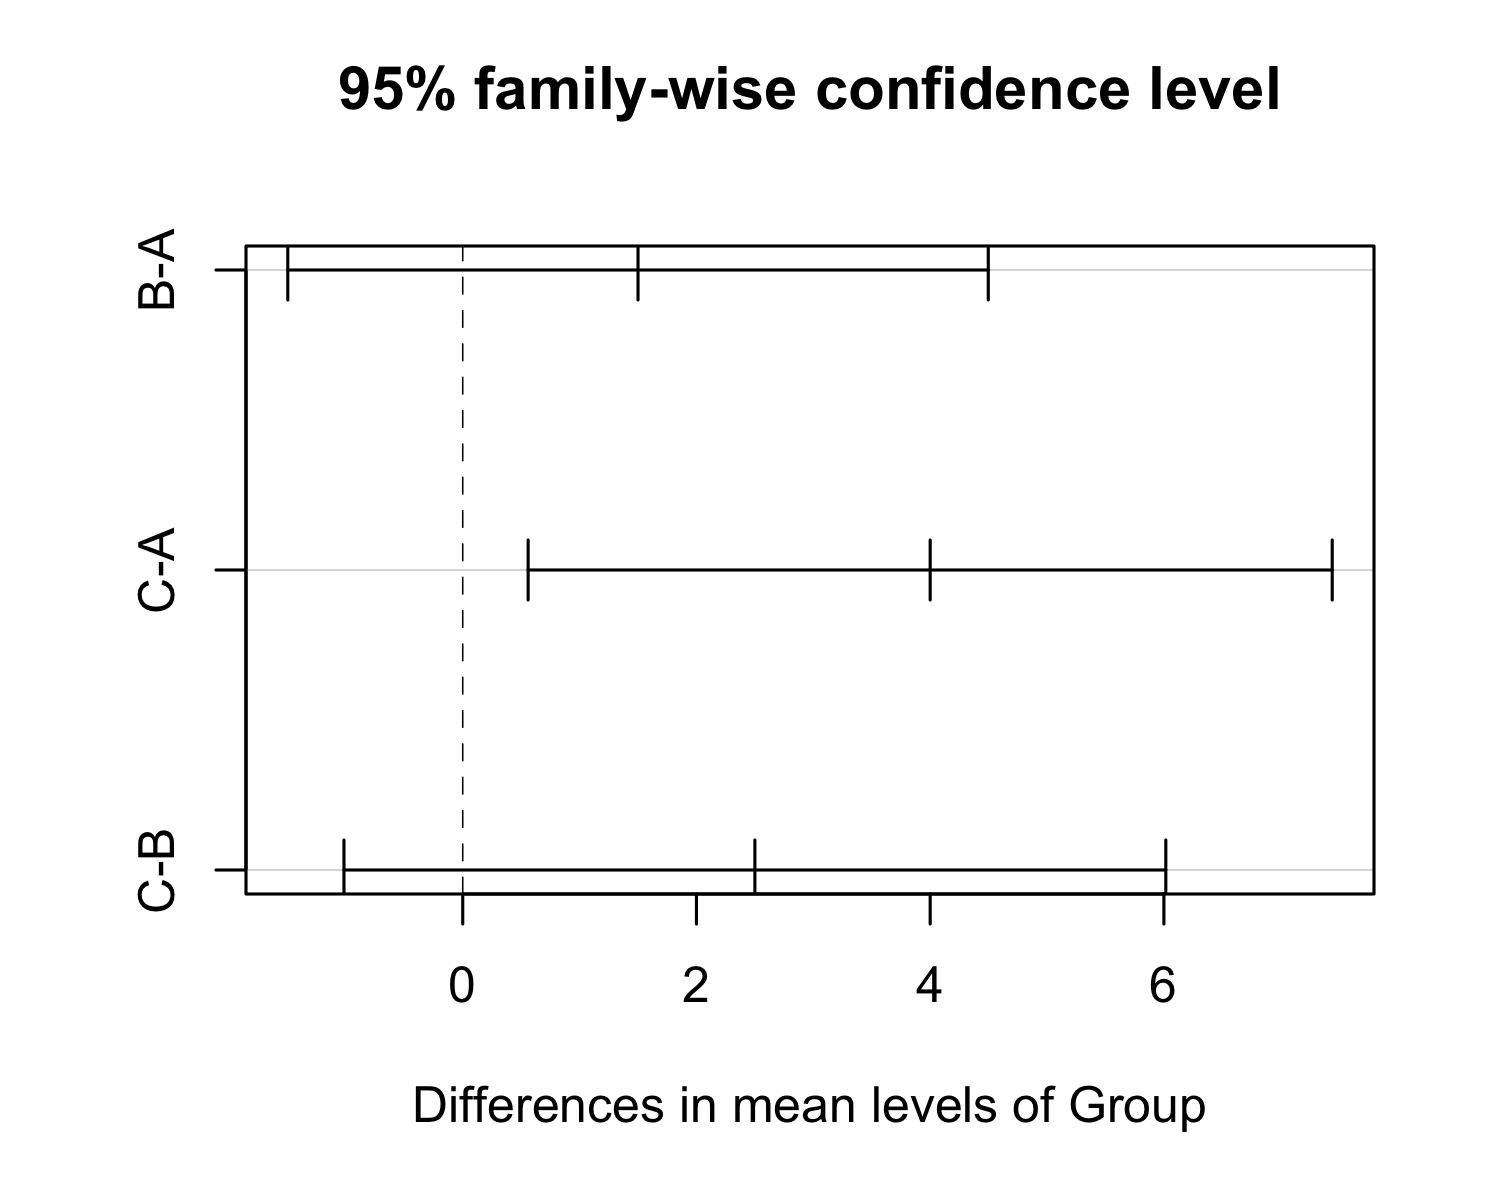 95% family-wise confidence level
B-A
C-A
C-B
0 2 4 6
Differences in mean levels of Group